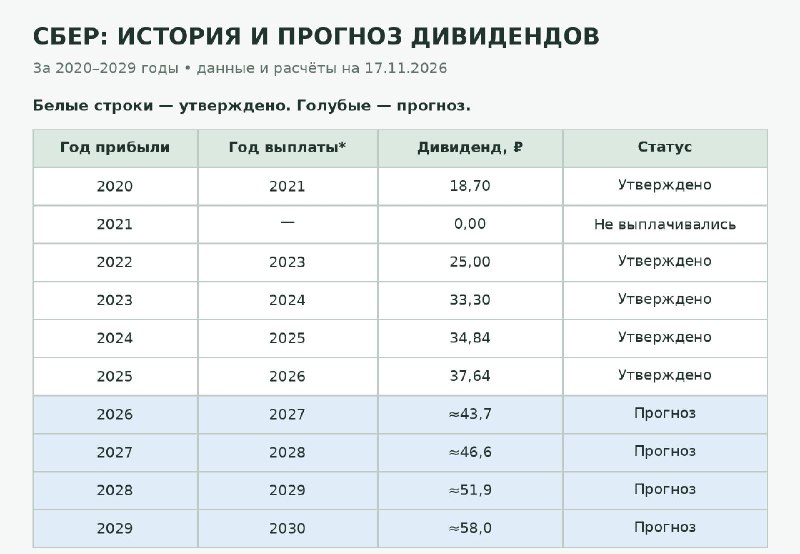 СБЕР: ИСТОРИЯ И ПРОГНОЗ ДИВИДЕНДОВ
За 2020–2029 годы • данные и расчёты на 17.11.2026
Белые строки — утверждено. Голубые — прогноз.
Год прибыли Год выплаты* Дивиденд, ₽ Статус
2020 2021 18,70 Утверждено
2021 — 0,00 Не выплачивались
2022 2023 25,00 Утверждено
2023 2024 33,30 Утверждено
2024 2025 34,84 Утверждено
2025 2026 37,64 Утверждено
2026 2027 ≈43,7 Прогноз
2027 2028 ≈46,6 Прогноз
2028 2029 ≈51,9 Прогноз
2029 2030 ≈58,0 Прогноз